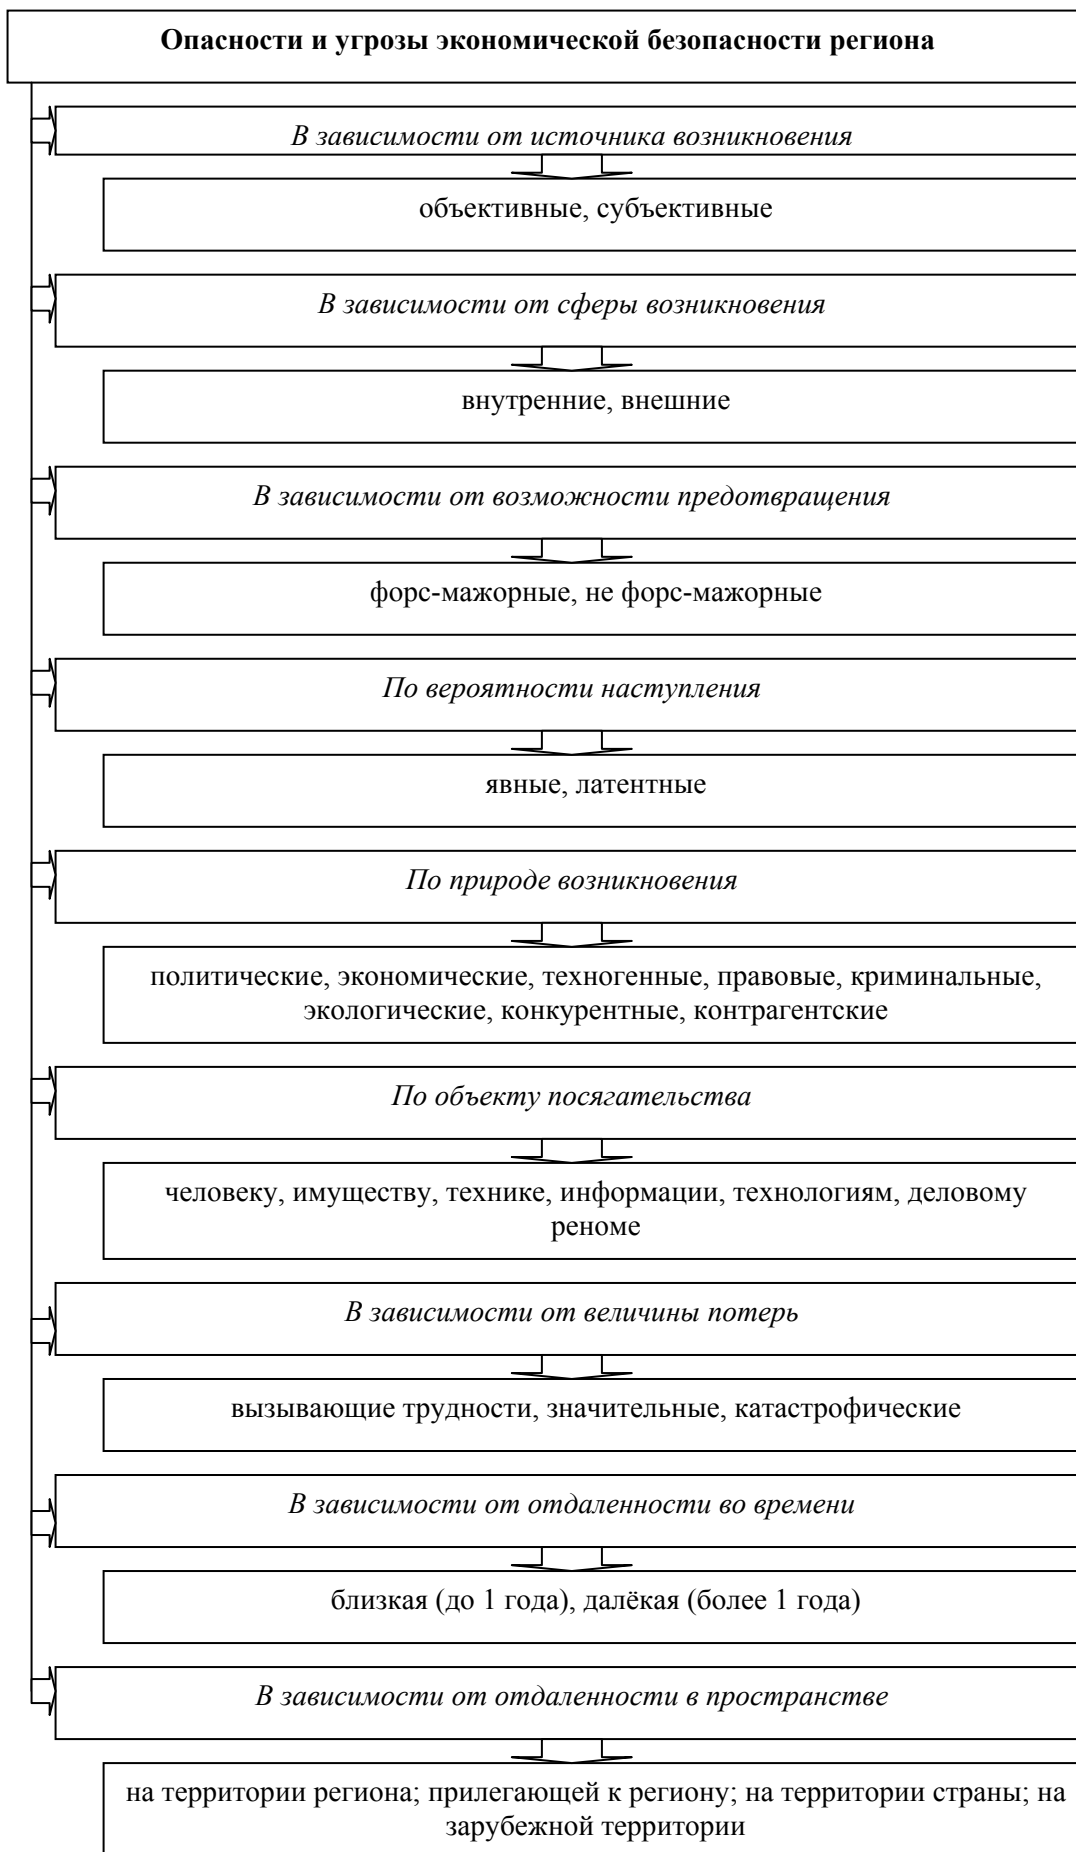 Опасности и угрозы экономической безопасности региона
В зависимости от источника возникновения
объективные, субъективные
В зависимости от сферы возникновения
внутренние, внешние
В зависимости от возможности предотвращения
форс-мажорные, не форс-мажорные
По вероятности наступления
явные, латентные
По природе возникновения
политические, экономические, техногенные, правовые, криминальные,
экологические, конкурентные, контрагентские
По объекту посягательства
человеку, имуществу, технике, информации, технологиям, деловому
реноме
В зависимости от величины потерь
вызывающие трудности, значительные, катастрофические
В зависимости от отдаленности во времени
близкая (до 1 года), далёкая (более 1 года)
В зависимости от отдаленности в пространстве
на территории региона; прилегающей к региону; на территории страны; на
зарубежной территории